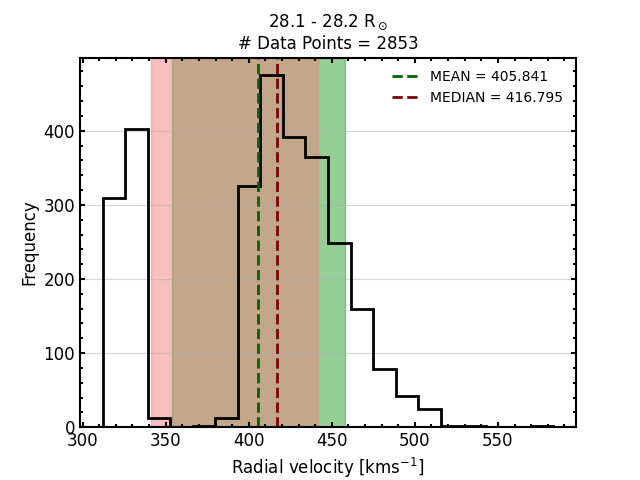 28.1 - 28.2 R⊙
# Data Points = 2853
MEAN = 405.841
MEDIAN = 416.795
Frequency
400
300
200
100
0
300 350 400 450 500 550
Radial velocity [kms⁻¹]